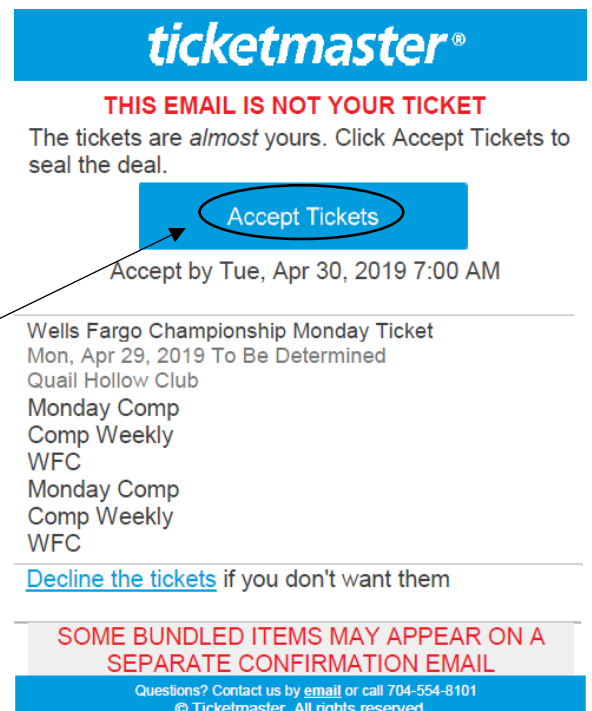 ticketmaster®
THIS EMAIL IS NOT YOUR TICKET
The tickets are almost yours. Click Accept Tickets to
seal the deal.
Accept Tickets
Accept by Tue, Apr 30, 2019 7:00 AM
Wells Fargo Championship Monday Ticket
Mon, Apr 29, 2019 To Be Determined
Quail Hollow Club
Monday Comp
Comp Weekly
WFC
Monday Comp
Comp Weekly
WFC
Decline the tickets if you don't want them
SOME BUNDLED ITEMS MAY APPEAR ON A
SEPARATE CONFIRMATION EMAIL
Questions? Contact us by email or call 704-554-8101
© Ticketmaster. All rights reserved